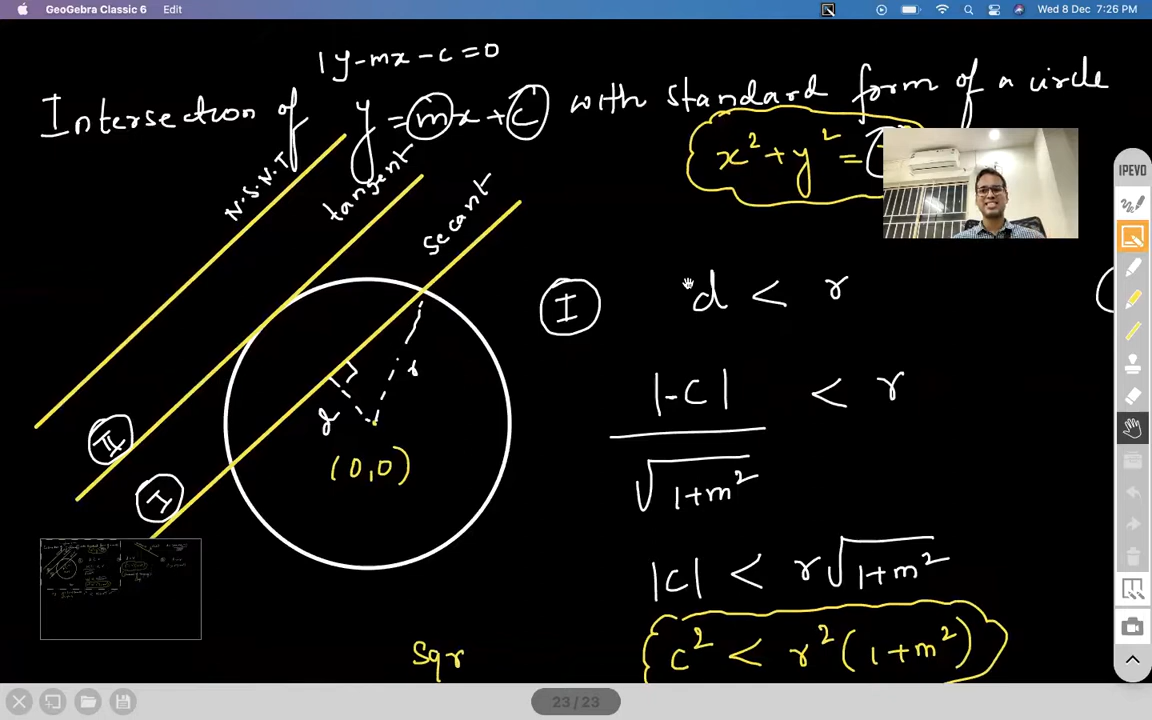 GeoGebra Classic 6 Edit Wed 8 Dec 7:26 PM
1y-mx-c=0
Intersection of y=mx+c with standard form of a circle
x²+y²=
N.S.N.T
tangent
secant
IPEVO
I d < r
|-c| / √1+m² < r
r
d
(0,0)
II
I
|c| < r√1+m²
Sqr
c² < r²(1+m²)
23/23